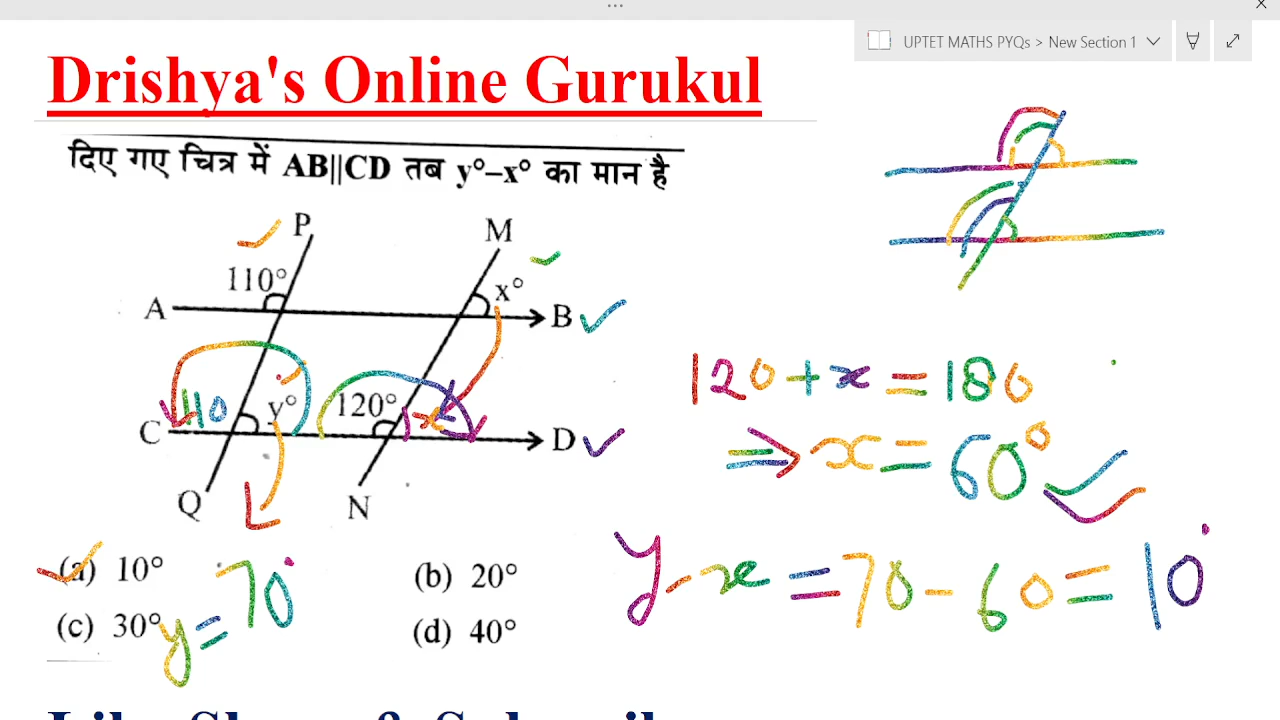 UPTET MATHS PYQs > New Section 1
Drishya's Online Gurukul
दिए गए चित्र में AB||CD तब y°–x° का मान है
P
M
110°
x°
A
B
110
y°
120°
x
C
D
Q
N
120+x=180
⇒ x=60°
(a) 10°
(b) 20°
(c) 30°
(d) 40°
y=70°
y-x=70-60=10°